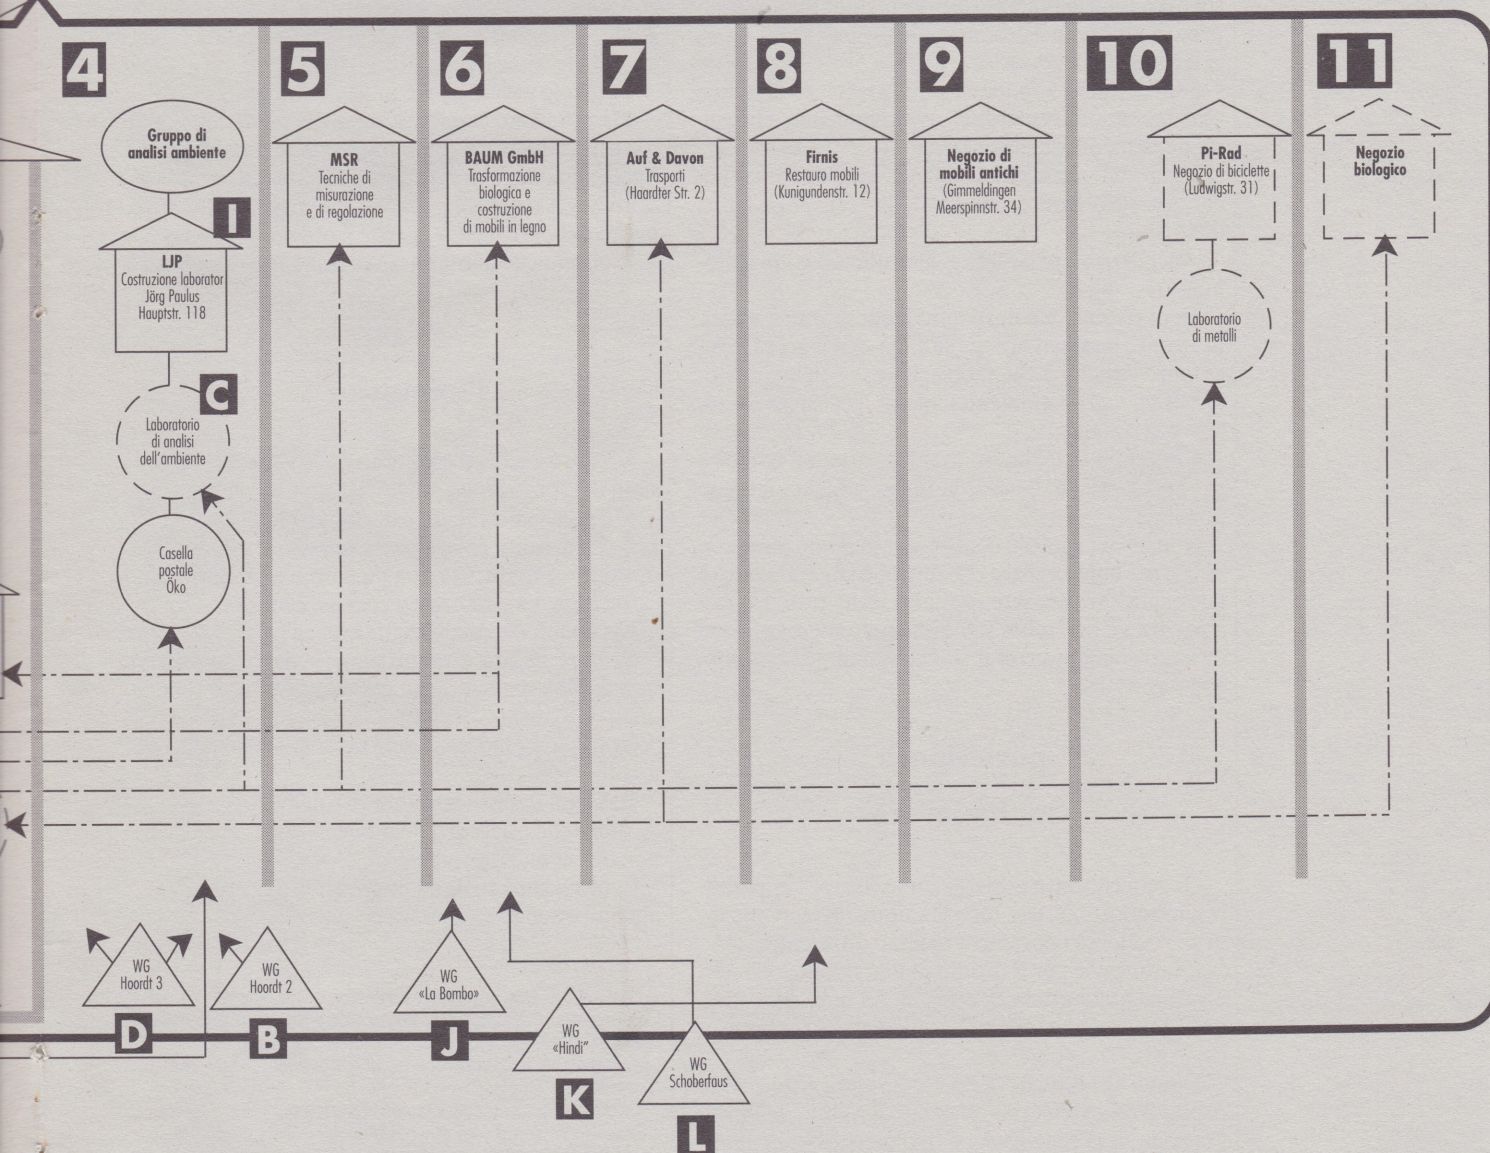 4
5
6
7
8
9
10
11
Gruppo di
analisi ambiente
I
LJP
Costruzione laborator
Jörg Paulus
Hauptstr. 118
C
Laboratorio
di analisi
dell'ambiente
Casella
postale
Öko
MSR
Tecniche di
misurazione
e di regolazione
BAUM GmbH
Trasformazione
biologica e
costruzione
di mobili in legno
Auf & Davon
Trasporti
(Haardter Str. 2)
Firnis
Restauro mobili
(Kunigundenstr. 12)
Negozio di
mobili antichi
(Gimmeldingen
Meerspinnstr. 34)
Pi-Rad
Negozio di biciclette
(Ludwigstr. 31)
Laboratorio
di metalli
Negozio
biologico
WG
Hoordt 3
D
WG
Hoordt 2
B
WG
«La Bombo»
J
WG
«Hindi”
K
WG
Schoberfaus
L